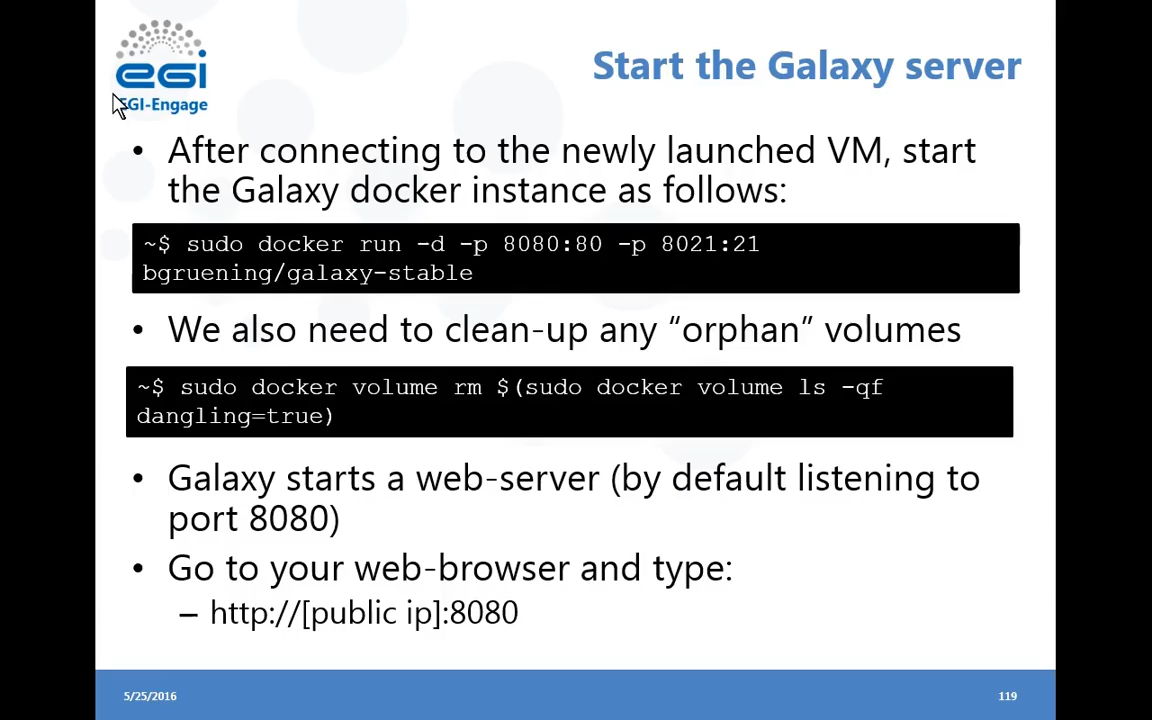 egi
EGI-Engage
Start the Galaxy server
• After connecting to the newly launched VM, start
the Galaxy docker instance as follows:
~$ sudo docker run -d -p 8080:80 -p 8021:21
bgruening/galaxy-stable
• We also need to clean-up any “orphan” volumes
~$ sudo docker volume rm $(sudo docker volume ls -qf
dangling=true)
• Galaxy starts a web-server (by default listening to
port 8080)
• Go to your web-browser and type:
– http://[public ip]:8080
5/25/2016
119